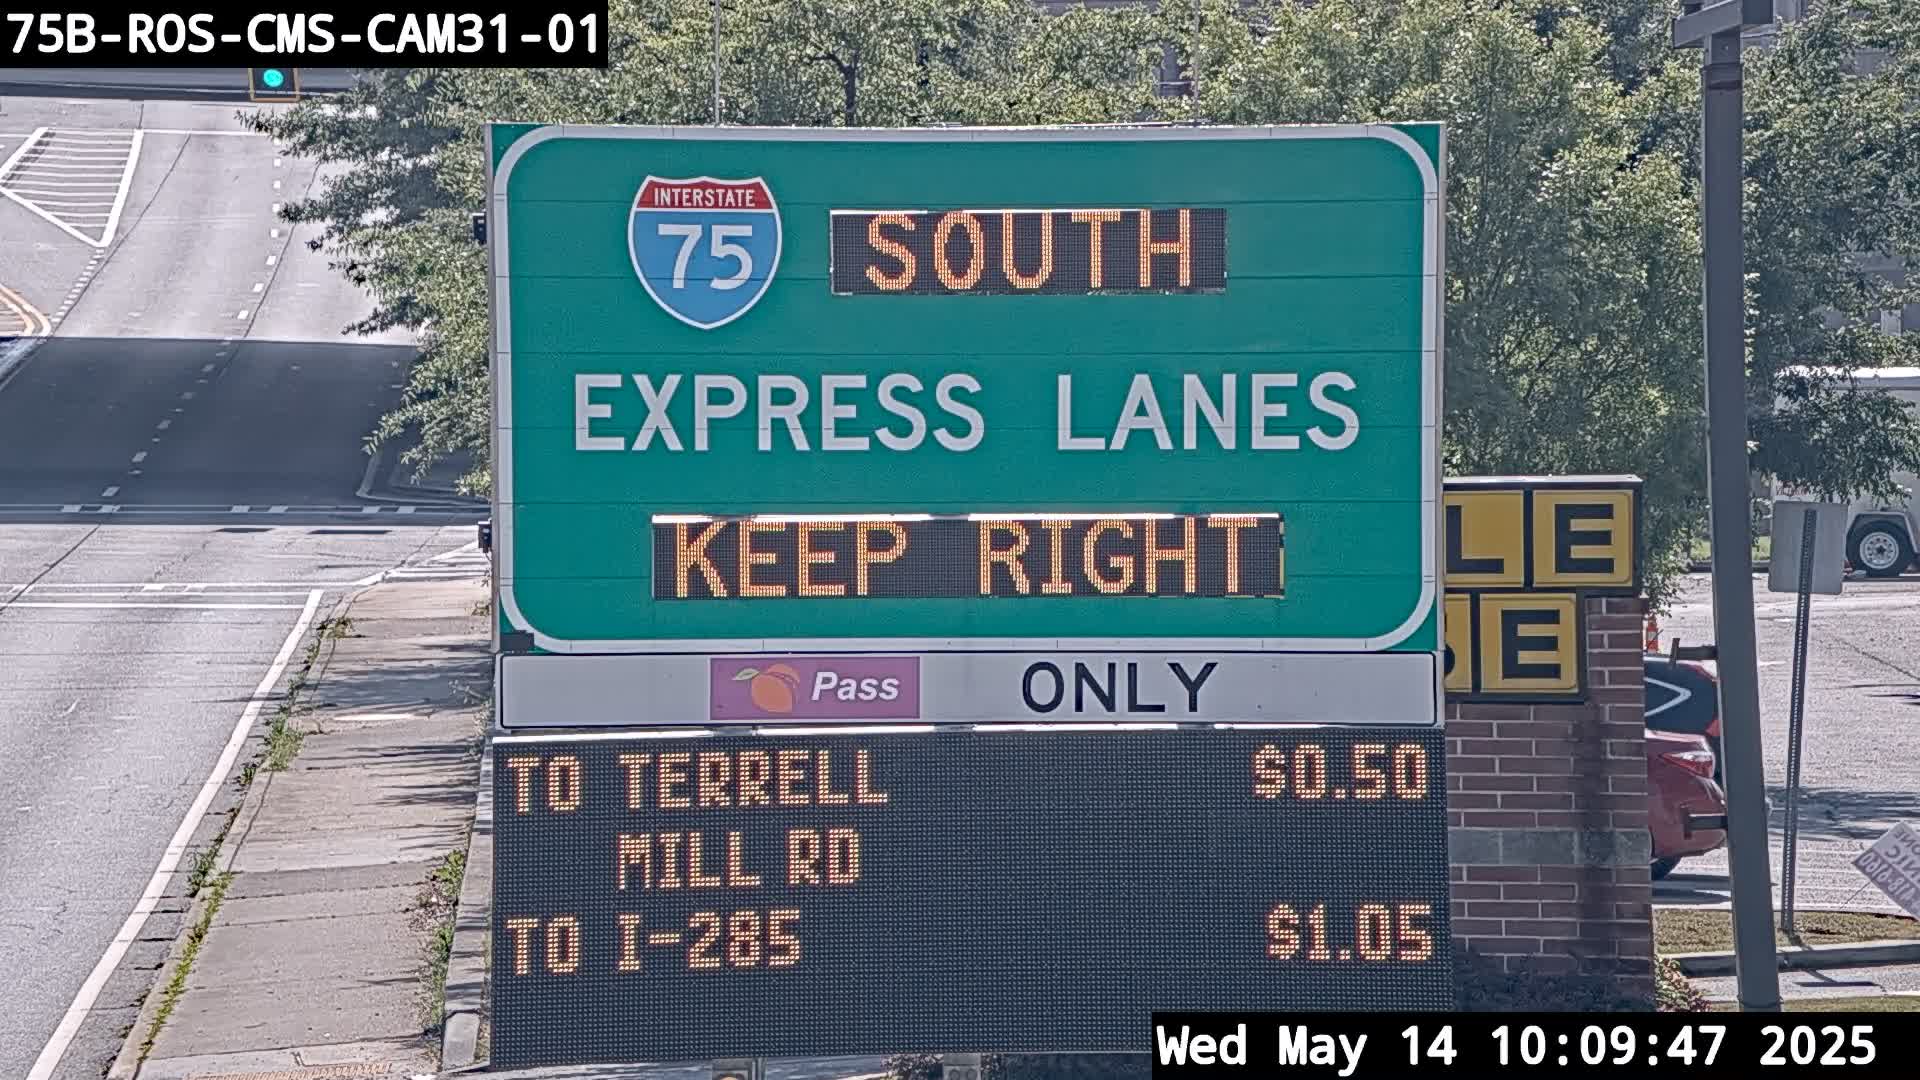 75B-ROS-CMS-CAM31-01
INTERSTATE
75
SOUTH
EXPRESS LANES
KEEP RIGHT
LE
E
Pass ONLY
TO TERRELL $0.50
MILL RD
TO I-285 $1.05
Wed May 14 10:09:47 2025